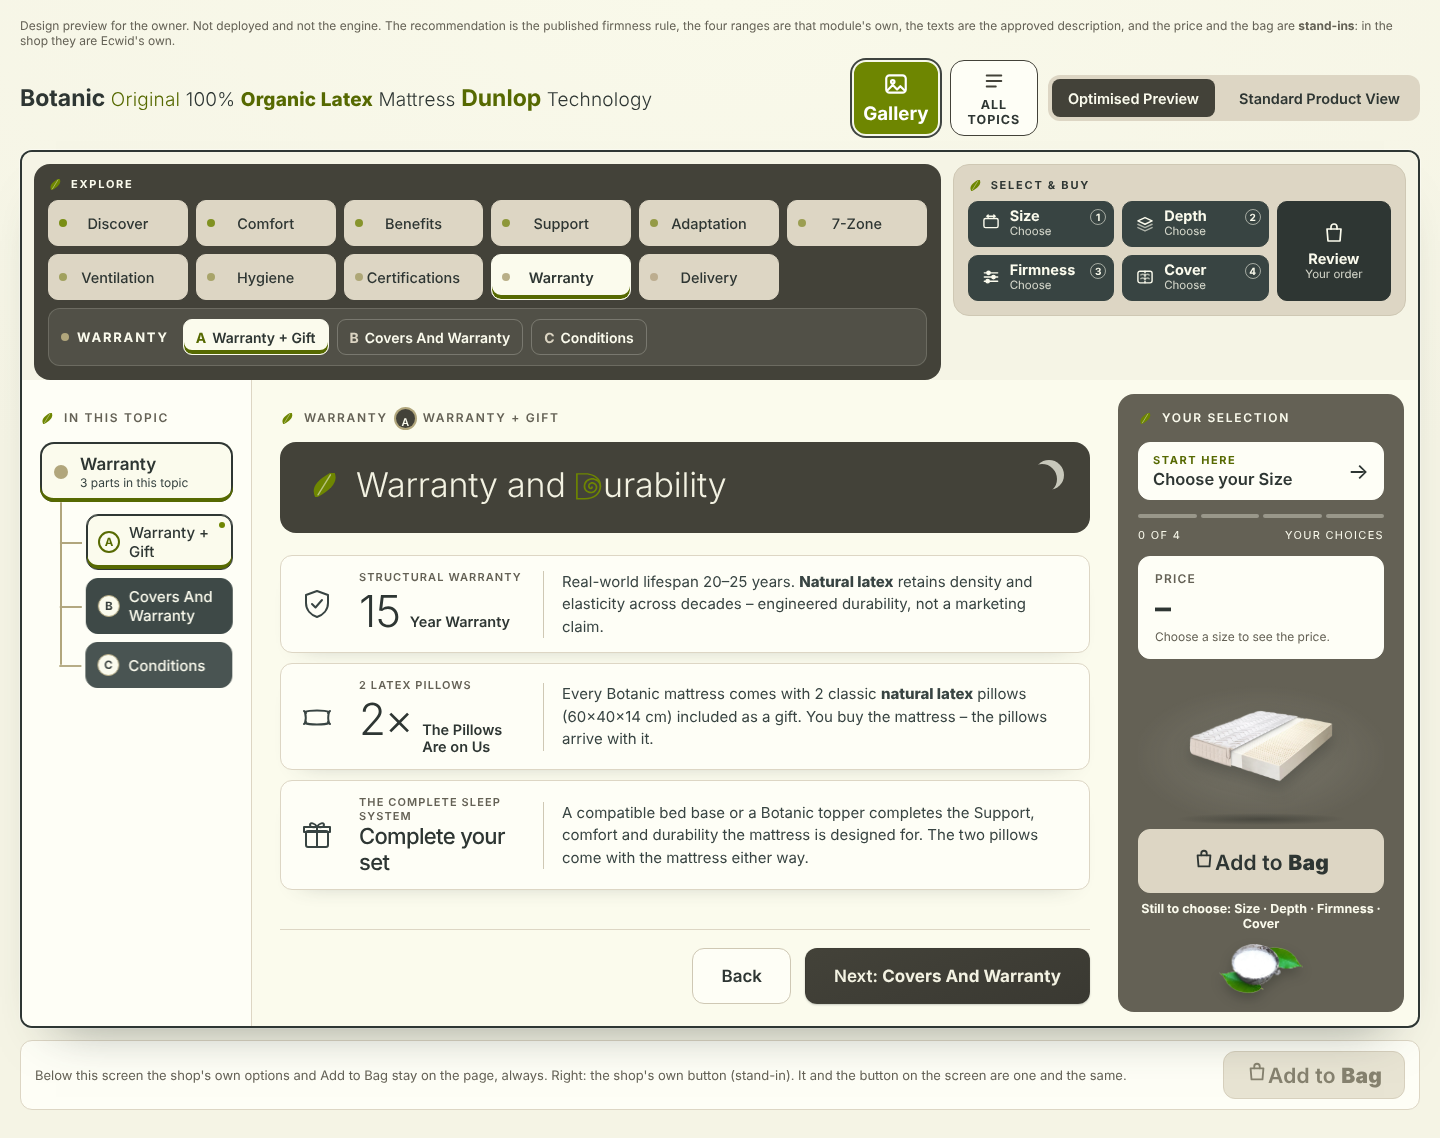 Design preview for the owner. Not deployed and not the engine. The recommendation is the published firmness rule, the four ranges are that module's own, the texts are the approved description, and the price and the bag are stand-ins: in the
shop they are Ecwid's own.
Botanic Original 100% Organic Latex Mattress Dunlop Technology
Gallery
ALL
TOPICS
Optimised Preview
Standard Product View
EXPLORE
Discover
Comfort
Benefits
Support
Adaptation
7-Zone
Ventilation
Hygiene
Certifications
Warranty
Delivery
WARRANTY
A Warranty + Gift
B Covers And Warranty
C Conditions
SELECT & BUY
Size
Choose
1
Depth
Choose
2
Firmness
Choose
3
Cover
Choose
4
Review
Your order
IN THIS TOPIC
Warranty
3 parts in this topic
A
Warranty +
Gift
B
Covers And
Warranty
C
Conditions
WARRANTY A WARRANTY + GIFT
Warranty and Durability
STRUCTURAL WARRANTY
15 Year Warranty
Real-world lifespan 20–25 years. Natural latex retains density and
elasticity across decades – engineered durability, not a marketing
claim.
2 LATEX PILLOWS
2× The Pillows
Are on Us
Every Botanic mattress comes with 2 classic natural latex pillows
(60×40×14 cm) included as a gift. You buy the mattress – the pillows
arrive with it.
THE COMPLETE SLEEP
SYSTEM
Complete your
set
A compatible bed base or a Botanic topper completes the Support,
comfort and durability the mattress is designed for. The two pillows
come with the mattress either way.
Back
Next: Covers And Warranty
YOUR SELECTION
START HERE
Choose your Size
0 OF 4
YOUR CHOICES
PRICE
–
Choose a size to see the price.
Add to Bag
Still to choose: Size · Depth · Firmness ·
Cover
Below this screen the shop's own options and Add to Bag stay on the page, always. Right: the shop's own button (stand-in). It and the button on the screen are one and the same.
Add to Bag